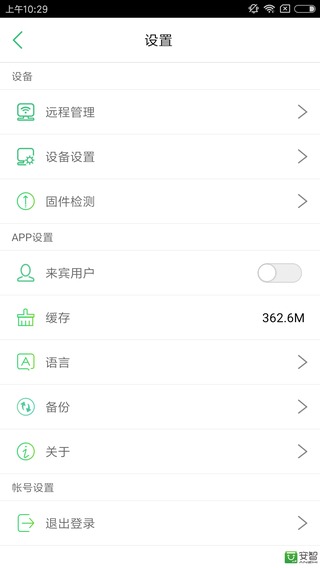 上午10:29
设置
设备
远程管理
设备设置
固件检测
APP设置
来宾用户
缓存 362.6M
语言
备份
关于
帐号设置
退出登录
安智